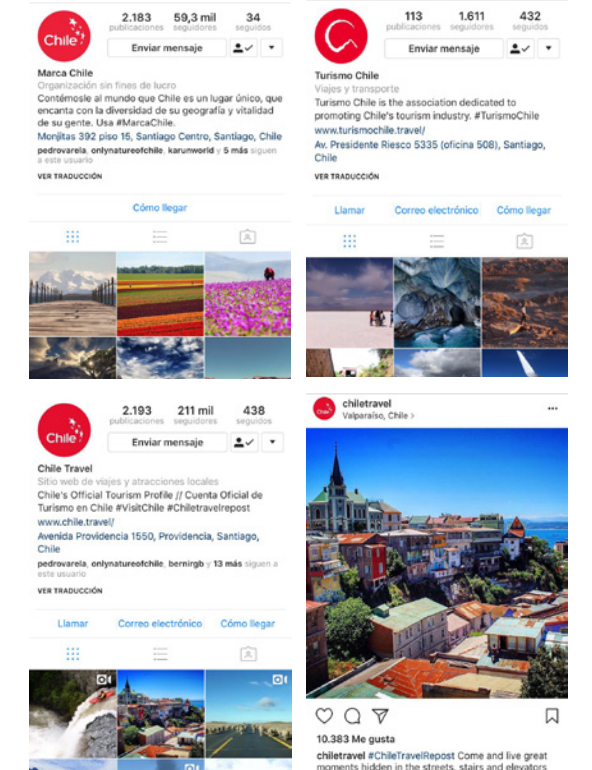 2.183 59,3 mil 34
publicaciones seguidores seguidos
Chile
Enviar mensaje
Marca Chile
Organización sin fines de lucro
Contémosle al mundo que Chile es un lugar único, que
encanta con la diversidad de su geografía y vitalidad
de su gente. Usa #MarcaChile.
Monjitas 392 piso 15, Santiago Centro, Santiago, Chile
pedrovarela, onlynatureofchile, karunworld y 5 más siguen
a este usuario
VER TRADUCCIÓN
Cómo llegar
113 1.611 432
publicaciones seguidores seguidos
Enviar mensaje
Turismo Chile
Viajes y transporte
Turismo Chile is the association dedicated to
promoting Chile's tourism industry. #TurismoChile
www.turismochile.travel/
Av. Presidente Riesco 5335 (oficina 508), Santiago,
Chile
VER TRADUCCIÓN
Llamar Correo electrónico Cómo llegar
2.193 211 mil 438
publicaciones seguidores seguidos
Chile
Enviar mensaje
Chile Travel
Sitio web de viajes y atracciones locales
Chile's Official Tourism Profile // Cuenta Oficial de
Turismo en Chile #VisitChile #Chiletravelrepost
www.chile.travel/
Avenida Providencia 1550, Providencia, Santiago,
Chile
pedrovarela, onlynatureofchile, bernirgb y 13 más siguen a
este usuario
VER TRADUCCIÓN
Llamar Correo electrónico Cómo llegar
Chile
chiletravel
Valparaíso, Chile >
10.383 Me gusta
chiletravel #ChileTravelRepost Come and live great
moments hidden in the streets, stairs and elevators